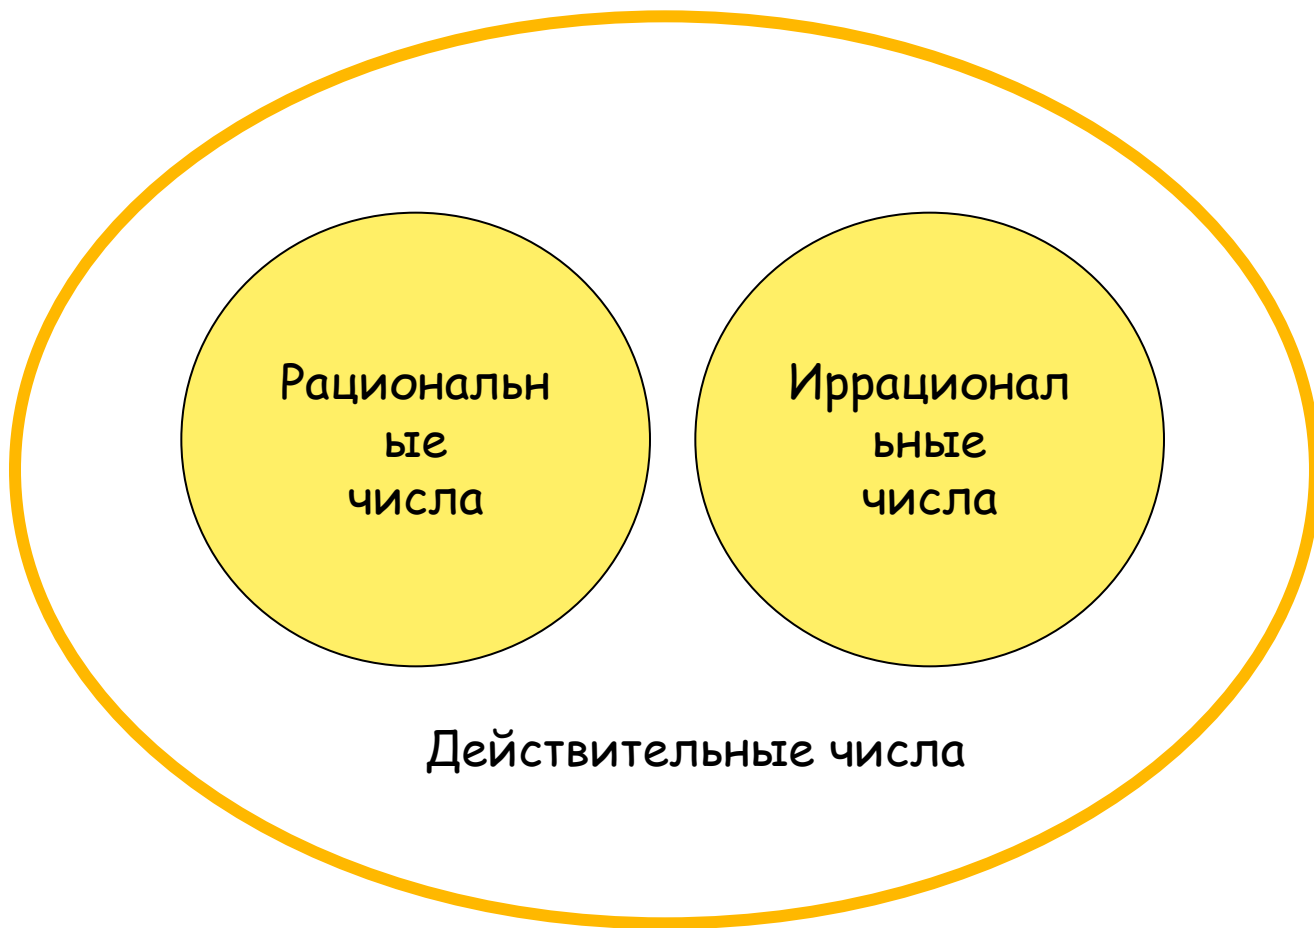 Рациональн
ые
числа
Иррационал
ьные
числа
Действительные числа